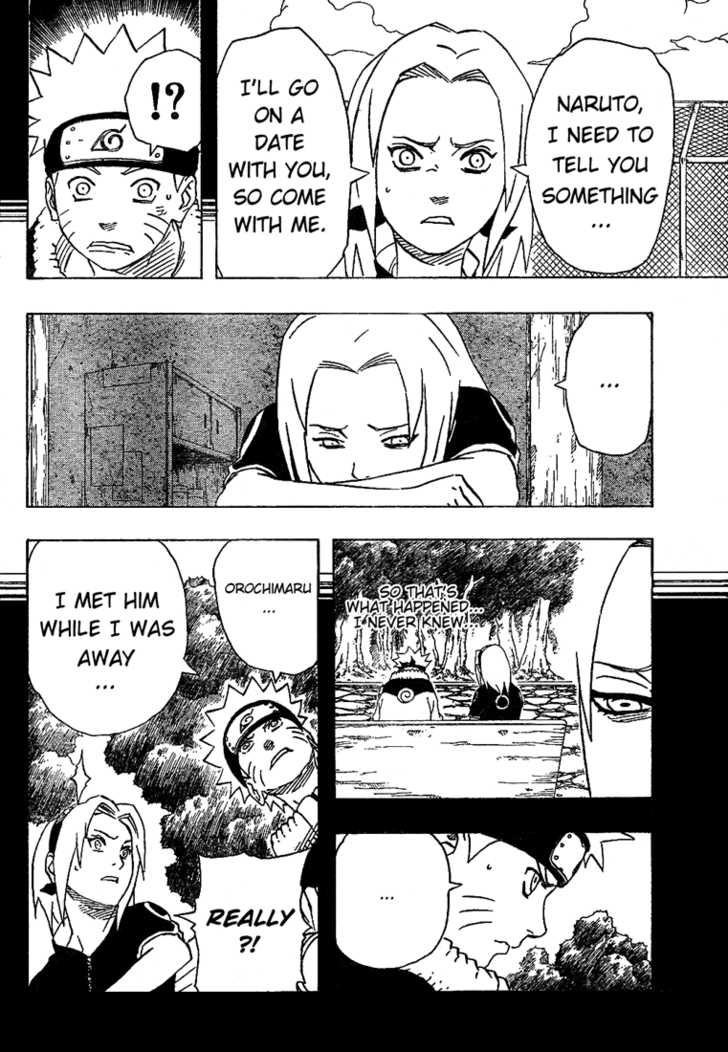 NARUTO,
I NEED TO
TELL YOU
SOMETHING
...
I'LL GO
ON A
DATE
WITH YOU,
SO COME
WITH ME.
!?
...
SO THAT'S
WHAT HAPPENED...
I NEVER KNEW...
...
OROCHIMARU
...
I MET HIM
WHILE I WAS
AWAY
...
REALLY
?!